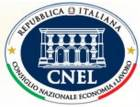 REPUBBLICA ITALIANA
CNEL
CONSIGLIO NAZIONALE ECONOMIA e LAVORO